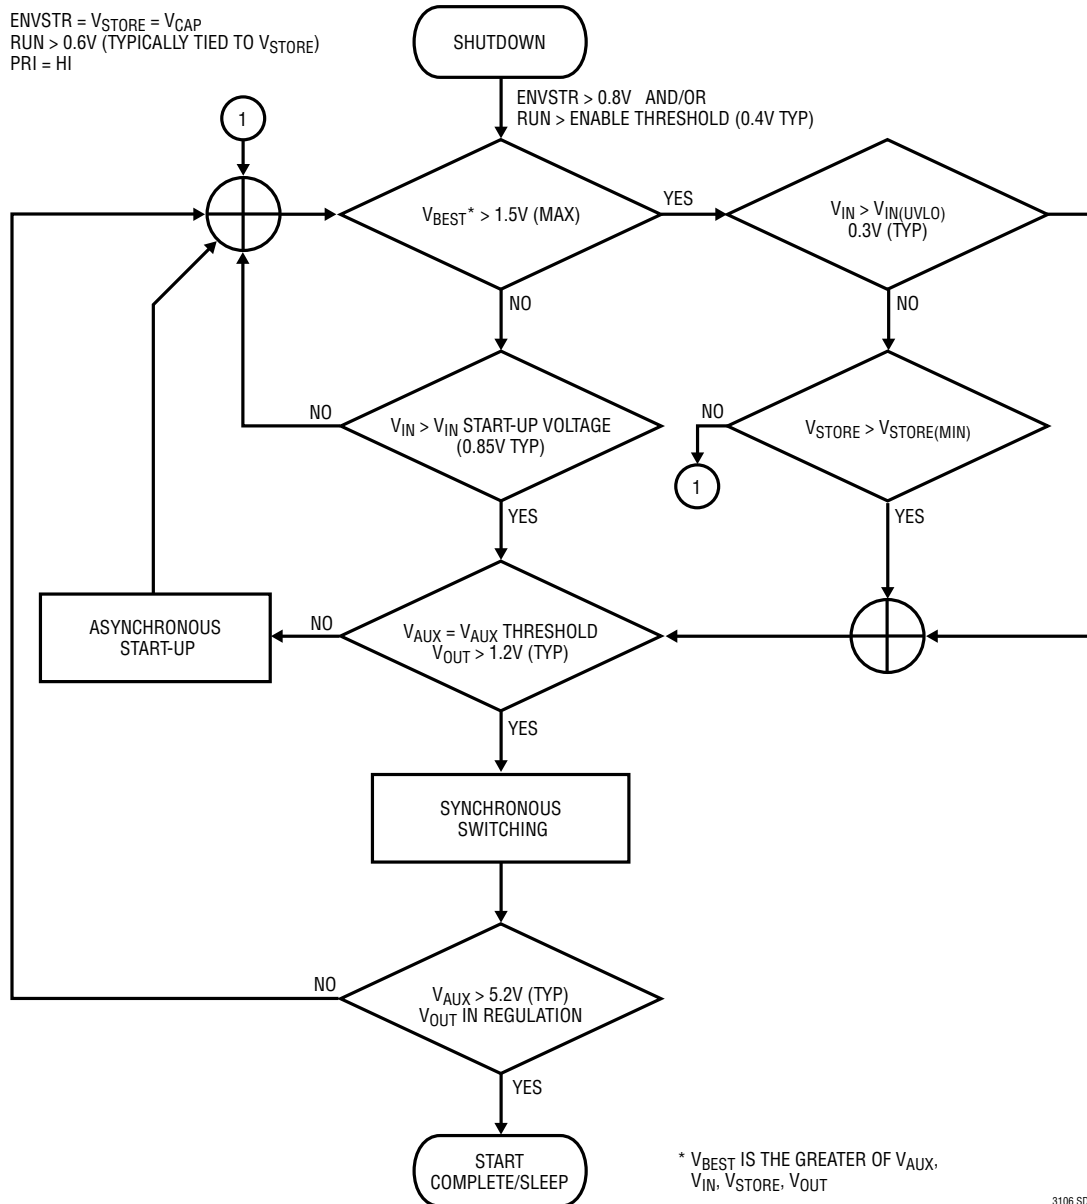 ENVSTR = VSTORE = VCAP
RUN > 0.6V (TYPICALLY TIED TO VSTORE)
PRI = HI
SHUTDOWN
ENVSTR > 0.8V AND/OR
RUN > ENABLE THRESHOLD (0.4V TYP)
1
VBEST* > 1.5V (MAX)
YES
VIN > VIN(UVLO)
0.3V (TYP)
NO
NO
NO
VIN > VIN START-UP VOLTAGE
(0.85V TYP)
NO
VSTORE > VSTORE(MIN)
1
YES
YES
ASYNCHRONOUS
START-UP
NO
VAUX = VAUX THRESHOLD
VOUT > 1.2V (TYP)
YES
SYNCHRONOUS
SWITCHING
NO
VAUX > 5.2V (TYP)
VOUT IN REGULATION
YES
START
COMPLETE/SLEEP
* VBEST IS THE GREATER OF VAUX,
VIN, VSTORE, VOUT